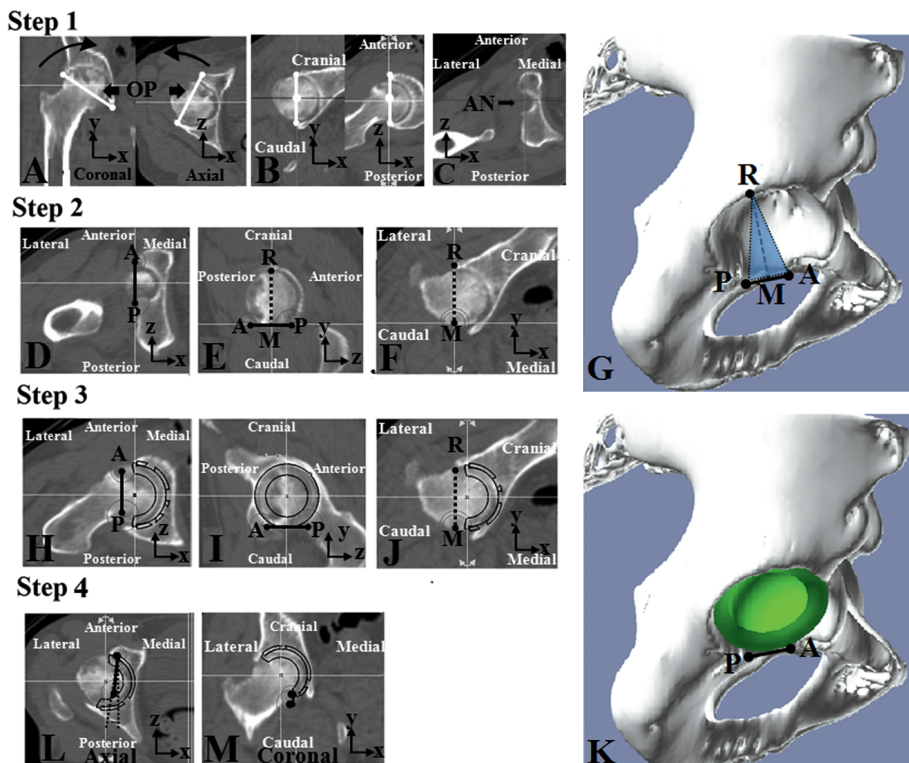 Step 1
OP
y
x
A
Coronal
z
x
Axial
Cranial
Caudal
y
x
B
Anterior
z
x
Posterior
Anterior
Lateral
Medial
AN
z
x
C
Posterior
Step 2
Lateral
Anterior
Medial
A
P
z
x
D
Posterior
Cranial
R
Posterior
Anterior
A
P
M
y
z
E
Caudal
Lateral
R
Cranial
Caudal
M
y
x
F
Medial
R
P
A
M
G
Step 3
Lateral
Anterior
Medial
A
P
z
x
H
Posterior
Cranial
Posterior
Anterior
A
P
y
z
I
Caudal
Lateral
R
Cranial
Caudal
M
y
x
J
Medial
Step 4
Lateral
Anterior
Medial
z
x
L
Posterior
Axial
Lateral
Cranial
Medial
y
x
M
Caudal
Coronal
P
A
K